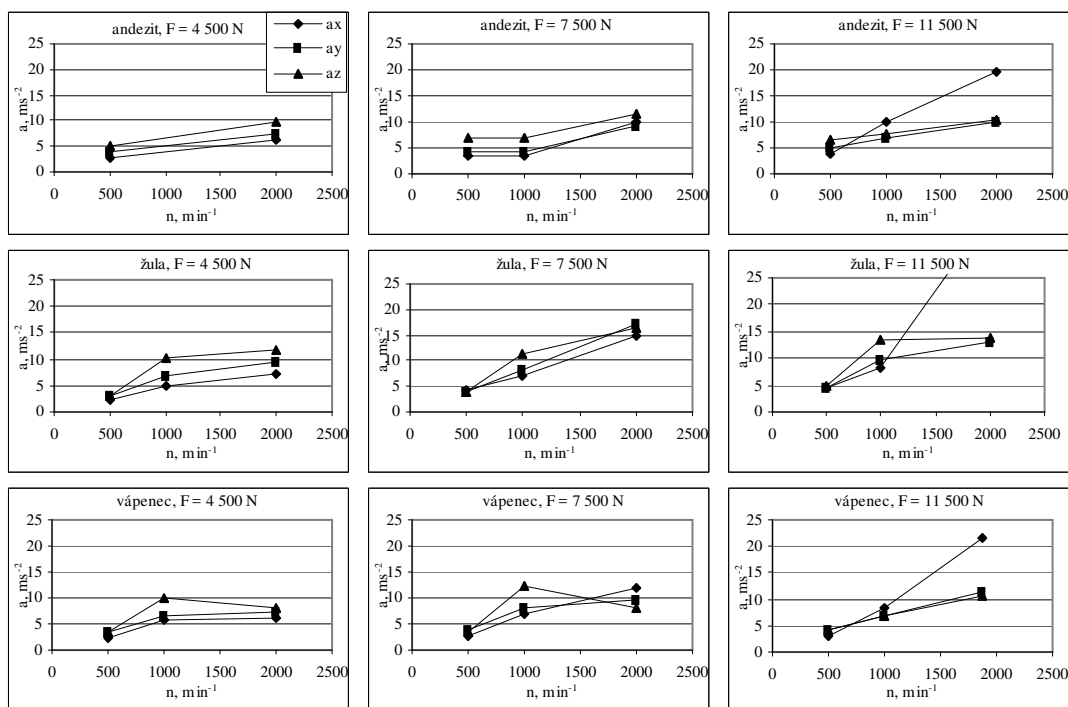 andezit, F = 4 500 N
ax
ay
az
25
20
15
10
5
0
a, ms-2
0 500 1000 1500 2000 2500
n, min-1
andezit, F = 7 500 N
25
20
15
10
5
0
a, ms-2
0 500 1000 1500 2000 2500
n, min-1
andezit, F = 11 500 N
25
20
15
10
5
0
a, ms-2
0 500 1000 1500 2000 2500
n, min-1
žula, F = 4 500 N
25
20
15
10
5
0
a, ms-2
0 500 1000 1500 2000 2500
n, min-1
žula, F = 7 500 N
25
20
15
10
5
0
a, ms-2
0 500 1000 1500 2000 2500
n, min-1
žula, F = 11 500 N
25
20
15
10
5
0
a, ms-2
0 500 1000 1500 2000 2500
n, min-1
vápenec, F = 4 500 N
25
20
15
10
5
0
a, ms-2
0 500 1000 1500 2000 2500
n, min-1
vápenec, F = 7 500 N
25
20
15
10
5
0
a, ms-2
0 500 1000 1500 2000 2500
n, min-1
vápenec, F = 11 500 N
25
20
15
10
5
0
a, ms-2
0 500 1000 1500 2000 2500
n, min-1